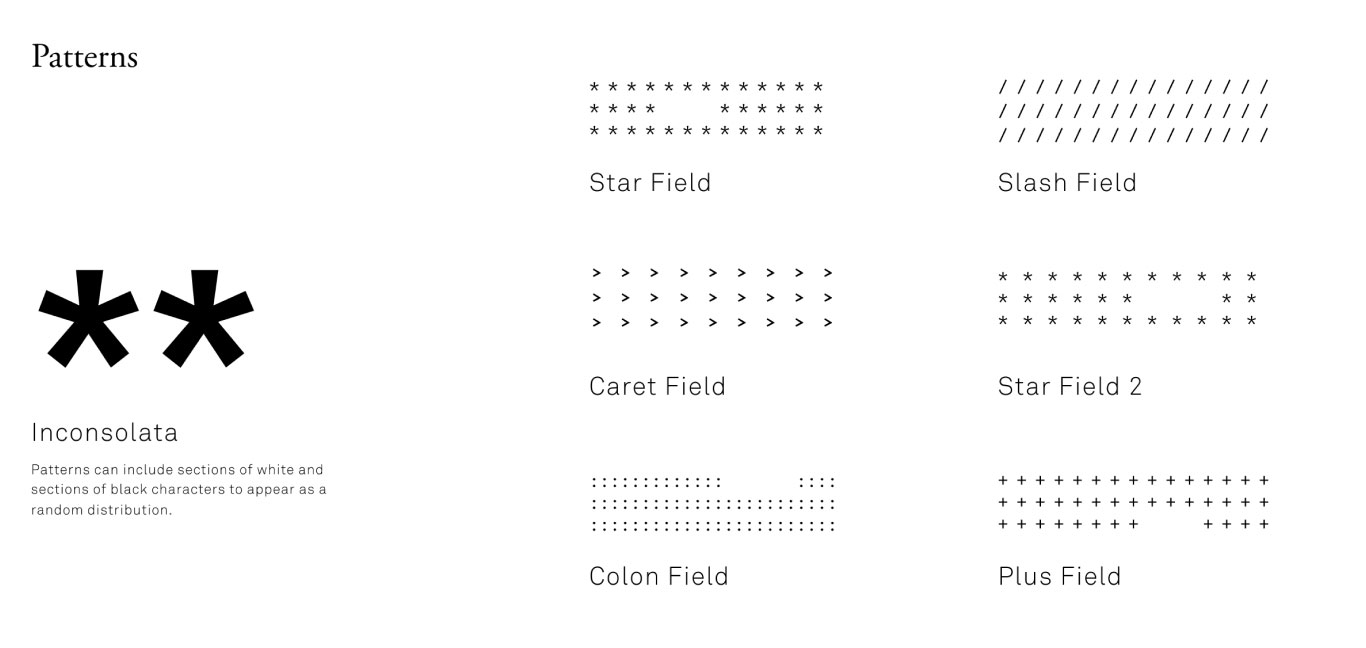 Patterns
* * * * * * * * * * * * *
* * * *       * * * * * *
* * * * * * * * * * * * *
Star Field
/ / / / / / / / / / / / / / /
/ / / / / / / / / / / / / / /
/ / / / / / / / / / / / / / /
Slash Field
**
Inconsolata
Patterns can include sections of white and
sections of black characters to appear as a
random distribution.
> > > > > > > > >
> > > > > > > > >
> > > > > > > > >
Caret Field
* * * * * * * * * * *
* * * * * *       * *
* * * * * * * * * * *
Star Field 2
: : : : : : : : : : : : :             : : : :
: : : : : : : : : : : : : : : : : : : : : : : :
: : : : : : : : : : : : : : : : : : : : : : : :
Colon Field
+ + + + + + + + + + + + + + +
+ + + + + + + + + + + + + + +
+ + + + + + + +       + + + +
Plus Field